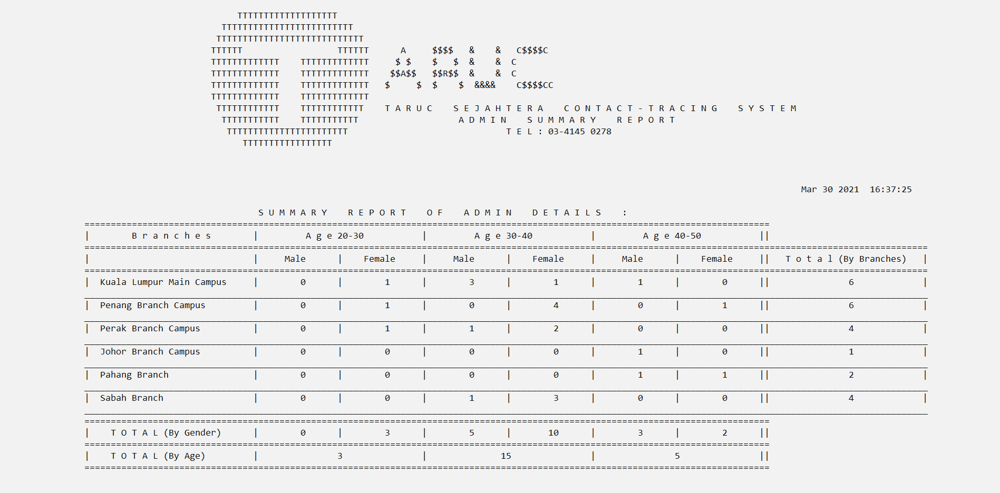 TTTTTTTTTTTTTTTTTTT
TTTTTTTTTTTTTTTTTTTTTTTTT
TTTTTTTTTTTTTTTTTTTTTTTTTTTT
TTTTTT                  TTTTTT      A     $$$$   &    &   C$$$$C
TTTTTTTTTTTTT    TTTTTTTTTTTTT     $ $    $   $  &    &  C
TTTTTTTTTTTTT    TTTTTTTTTTTTT    $$A$$   $$R$$  &    &  C
TTTTTTTTTTTTT    TTTTTTTTTTTTT   $     $  $    $  &&&&    C$$$$CC
TTTTTTTTTTTTT    TTTTTTTTTTTTT
TTTTTTTTTTTT    TTTTTTTTTTTT    T A R U C    S E J A H T E R A    C O N T A C T - T R A C I N G    S Y S T E M
TTTTTTTTTTT    TTTTTTTTTTT                   A D M I N    S U M M A R Y    R E P O R T
TTTTTTTTTTTTTTTTTTTTTTT                              T E L : 03-4145 0278
TTTTTTTTTTTTTTTTT
Mar 30 2021  16:37:25
S U M M A R Y    R E P O R T    O F    A D M I N    D E T A I L S    :
|        B r a n c h e s        |         A g e 20-30           |         A g e 30-40           |         A g e 40-50           ||
|                               |     Male      |    Female     |     Male      |    Female     |     Male      |    Female     ||   T o t a l (By Branches)   |
|  Kuala Lumpur Main Campus     |        0      |        1      |        3      |        1      |        1      |        0      ||               6             |
|  Penang Branch Campus         |        0      |        1      |        0      |        4      |        0      |        1      ||               6             |
|  Perak Branch Campus          |        0      |        1      |        1      |        2      |        0      |        0      ||               4             |
|  Johor Branch Campus          |        0      |        0      |        0      |        0      |        1      |        0      ||               1             |
|  Pahang Branch                |        0      |        0      |        0      |        0      |        1      |        1      ||               2             |
|  Sabah Branch                 |        0      |        0      |        1      |        3      |        0      |        0      ||               4             |
|    T O T A L (By Gender)      |        0      |        3      |        5      |       10      |        3      |        2      ||
|    T O T A L (By Age)         |               3               |              15               |               5               ||